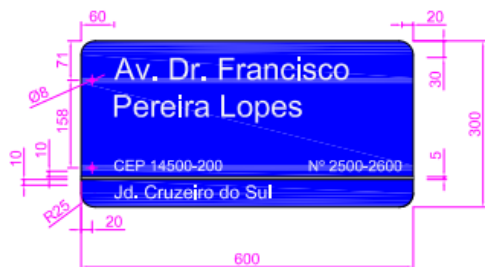 60
20
71
Av. Dr. Francisco
30
Ø8
Pereira Lopes
158
300
10
10
CEP 14500-200 Nº 2500-2600
5
Jd. Cruzeiro do Sul
R25
20
600